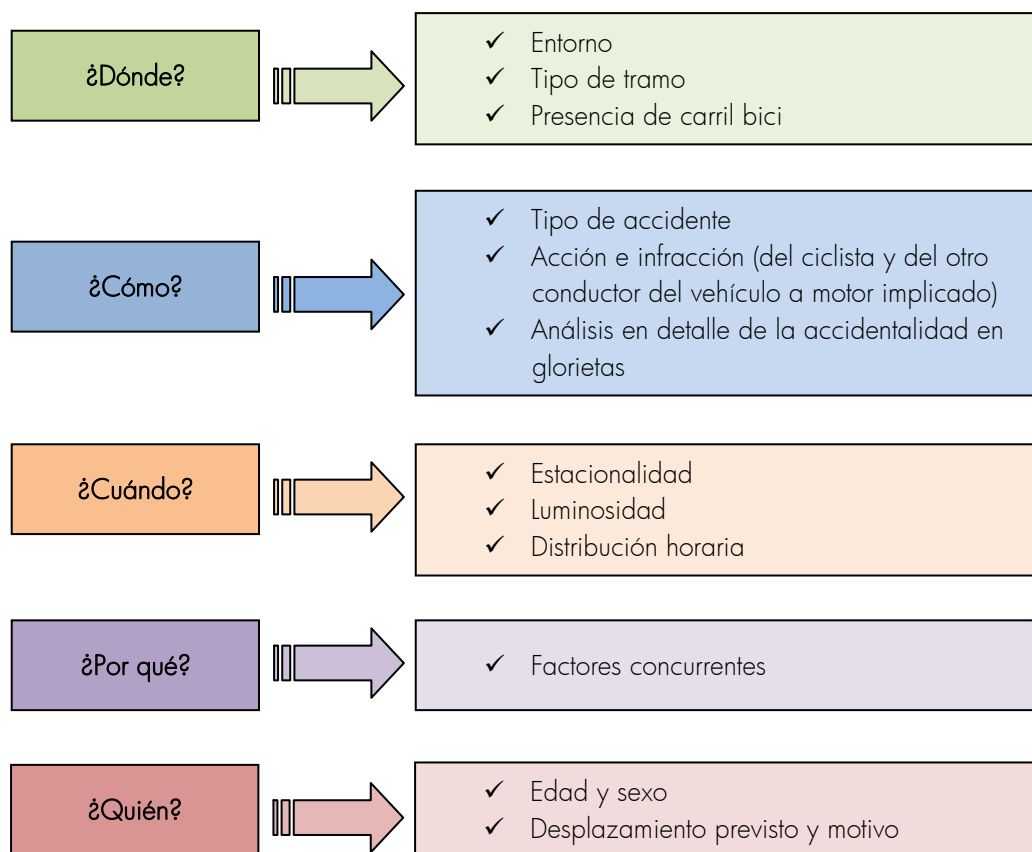 ¿Dónde?
✓ Entorno
✓ Tipo de tramo
✓ Presencia de carril bici
¿Cómo?
✓ Tipo de accidente
✓ Acción e infracción (del ciclista y del otro
conductor del vehículo a motor implicado)
✓ Análisis en detalle de la accidentalidad en
glorietas
¿Cuándo?
✓ Estacionalidad
✓ Luminosidad
✓ Distribución horaria
¿Por qué?
✓ Factores concurrentes
¿Quién?
✓ Edad y sexo
✓ Desplazamiento previsto y motivo